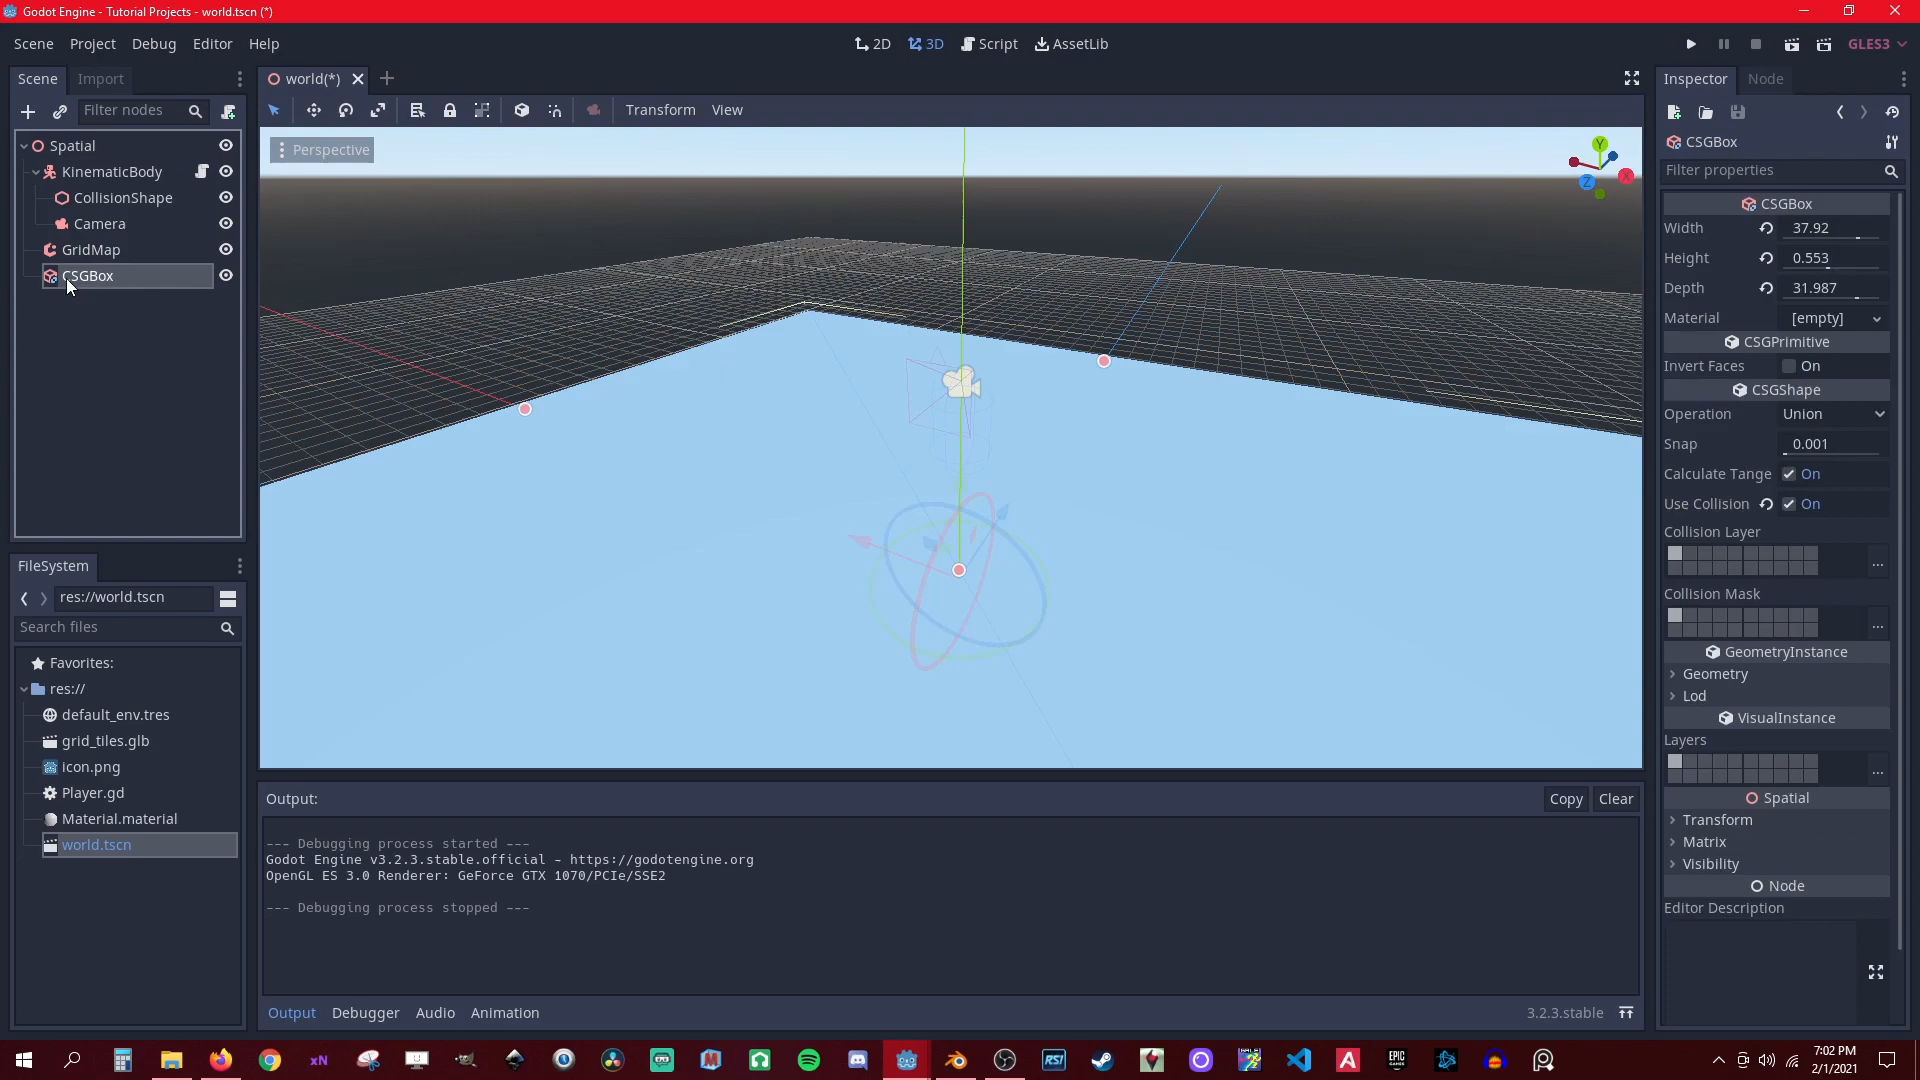 Godot Engine - Tutorial Projects - world.tscn (*)
Scene Project Debug Editor Help
2D 3D Script AssetLib
GLES3
Scene Import
Filter nodes
Spatial
KinematicBody
CollisionShape
Camera
GridMap
CSGBox
FileSystem
res://world.tscn
Search files
Favorites:
res://
default_env.tres
grid_tiles.glb
icon.png
Player.gd
Material.material
world.tscn
world(*)
Transform View
Perspective
Y
X
Z
Output:
Copy Clear
--- Debugging process started ---
Godot Engine v3.2.3.stable.official - https://godotengine.org
OpenGL ES 3.0 Renderer: GeForce GTX 1070/PCIe/SSE2
--- Debugging process stopped ---
Output Debugger Audio Animation
3.2.3.stable
Inspector Node
CSGBox
Filter properties
CSGBox
Width 37.92
Height 0.553
Depth 31.987
Material [empty]
CSGPrimitive
Invert Faces On
CSGShape
Operation Union
Snap 0.001
Calculate Tange On
Use Collision On
Collision Layer
...
Collision Mask
...
GeometryInstance
Geometry
Lod
VisualInstance
Layers
...
Spatial
Transform
Matrix
Visibility
Node
Editor Description
xN
RSI
EPIC GAMES
7:02 PM
2/1/2021